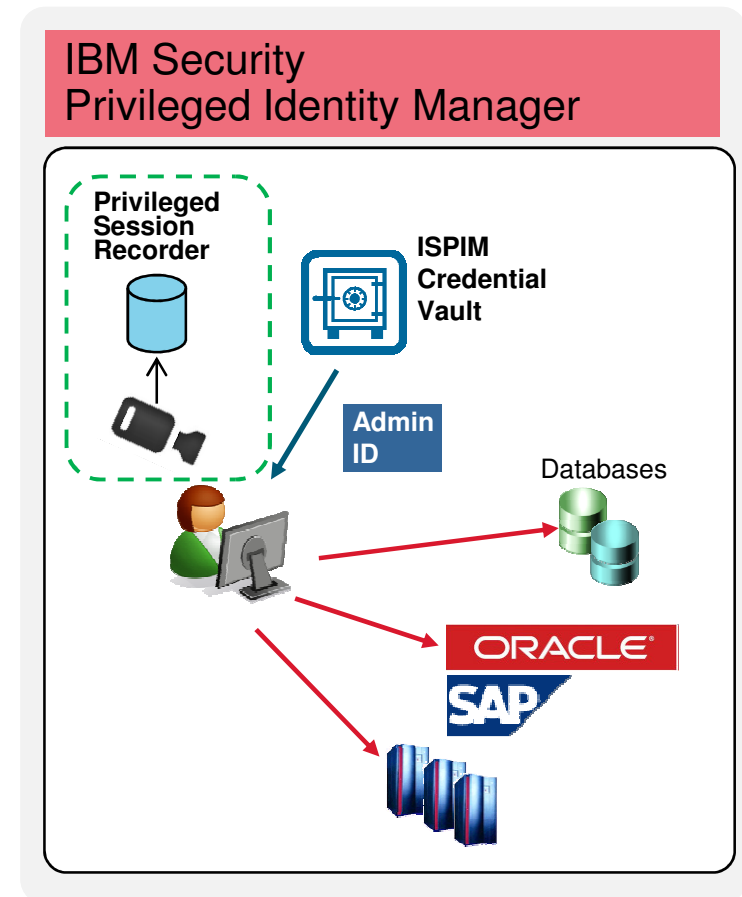 IBM Security
Privileged Identity Manager
Privileged
Session
Recorder
ISPIM
Credential
Vault
Admin
ID
Databases
ORACLE®
SAP